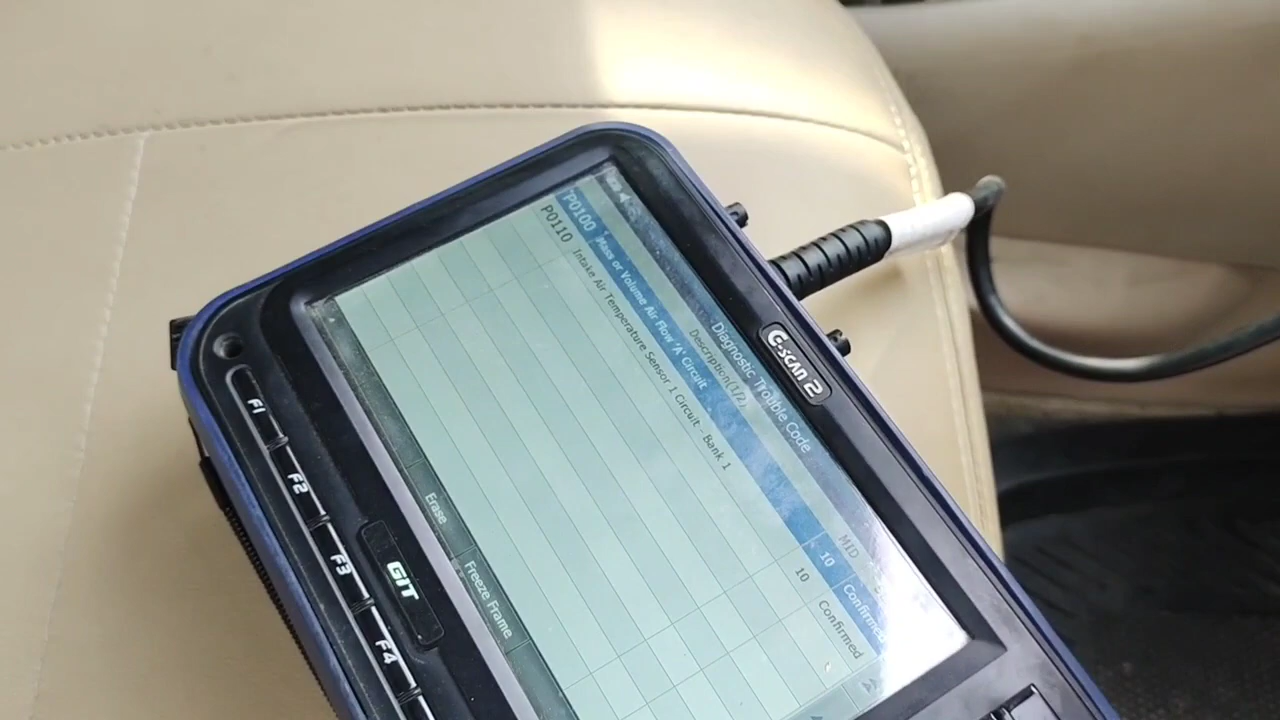 G-scan 2
Diagnostic Trouble Code
Description(1/2)
MID
P0100 Mass or Volume Air Flow 'A' Circuit 10 Confirmed
P0110 Intake Air Temperature Sensor 1 Circuit - Bank 1 10 Confirmed
Erase
Freeze Frame
GIT
F1
F2
F3
F4